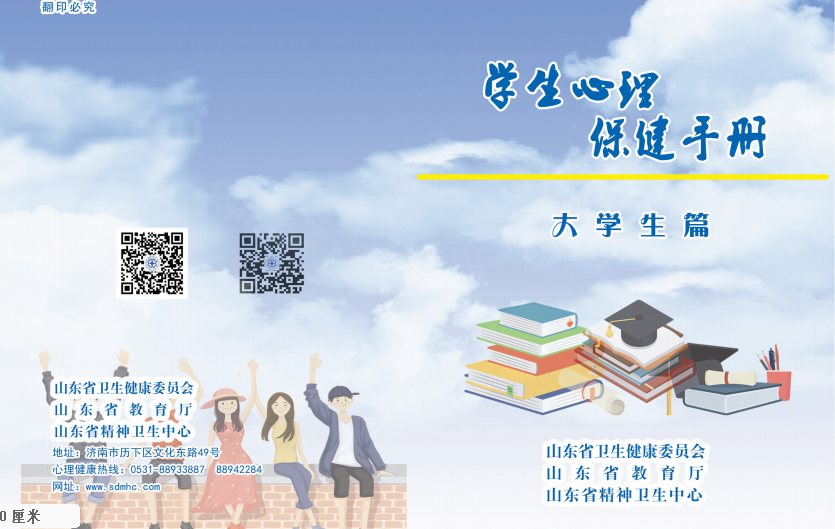 翻印必究
学生心理
保健手册
大学生篇
山东省卫生健康委员会
山东省教育厅
山东省精神卫生中心
地址：济南市历下区文化东路49号
心理健康热线：0531-88933887 88942284
网址：www.sdmhc.com
0 厘米
山东省卫生健康委员会
山东省教育厅
山东省精神卫生中心